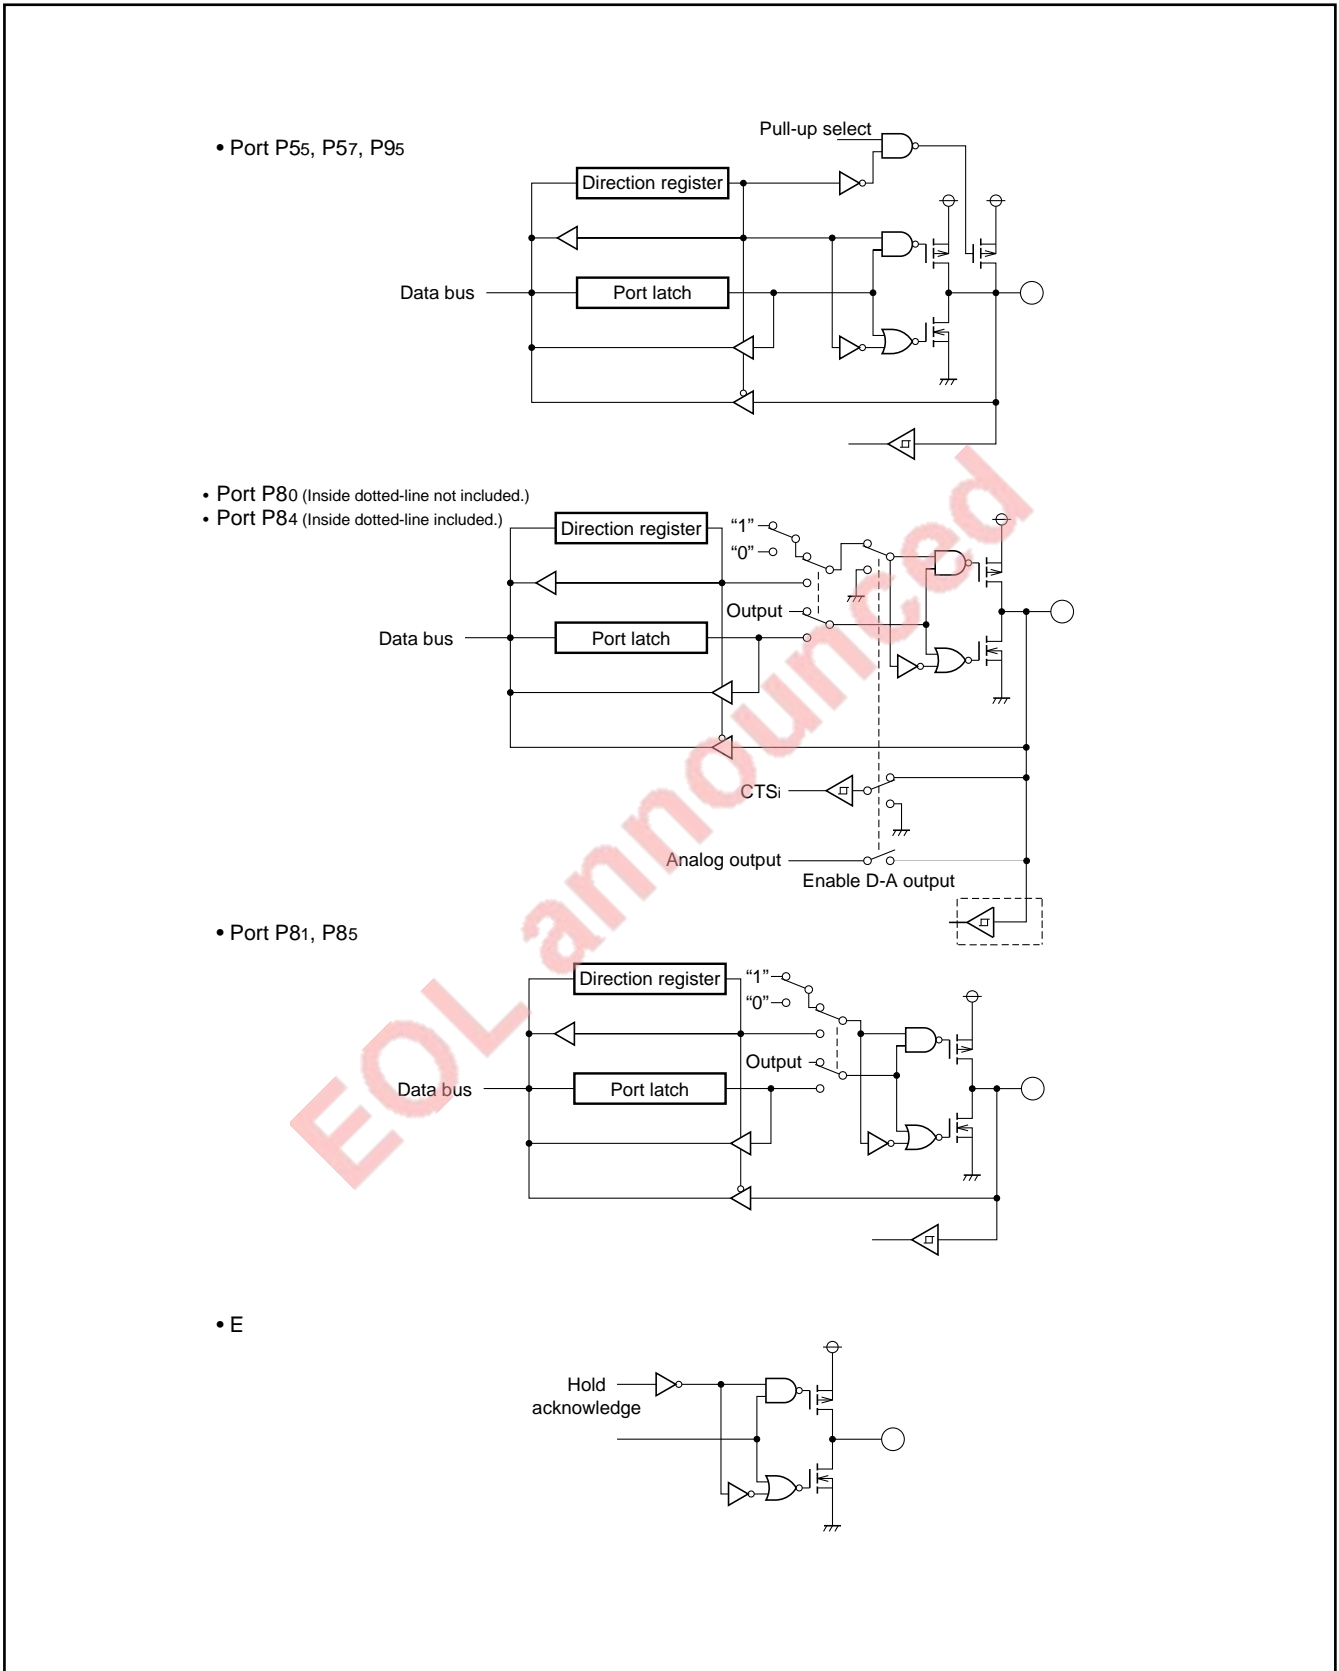 • Port P55, P57, P95
Pull-up select
Direction register
Data bus
Port latch
• Port P80 (Inside dotted-line not included.)
• Port P84 (Inside dotted-line included.)
Direction register
“1”
“0”
Output
Data bus
Port latch
CTSi
Analog output
Enable D-A output
• Port P81, P85
Direction register
“1”
“0”
Output
Data bus
Port latch
• E
Hold
acknowledge
EOL announced